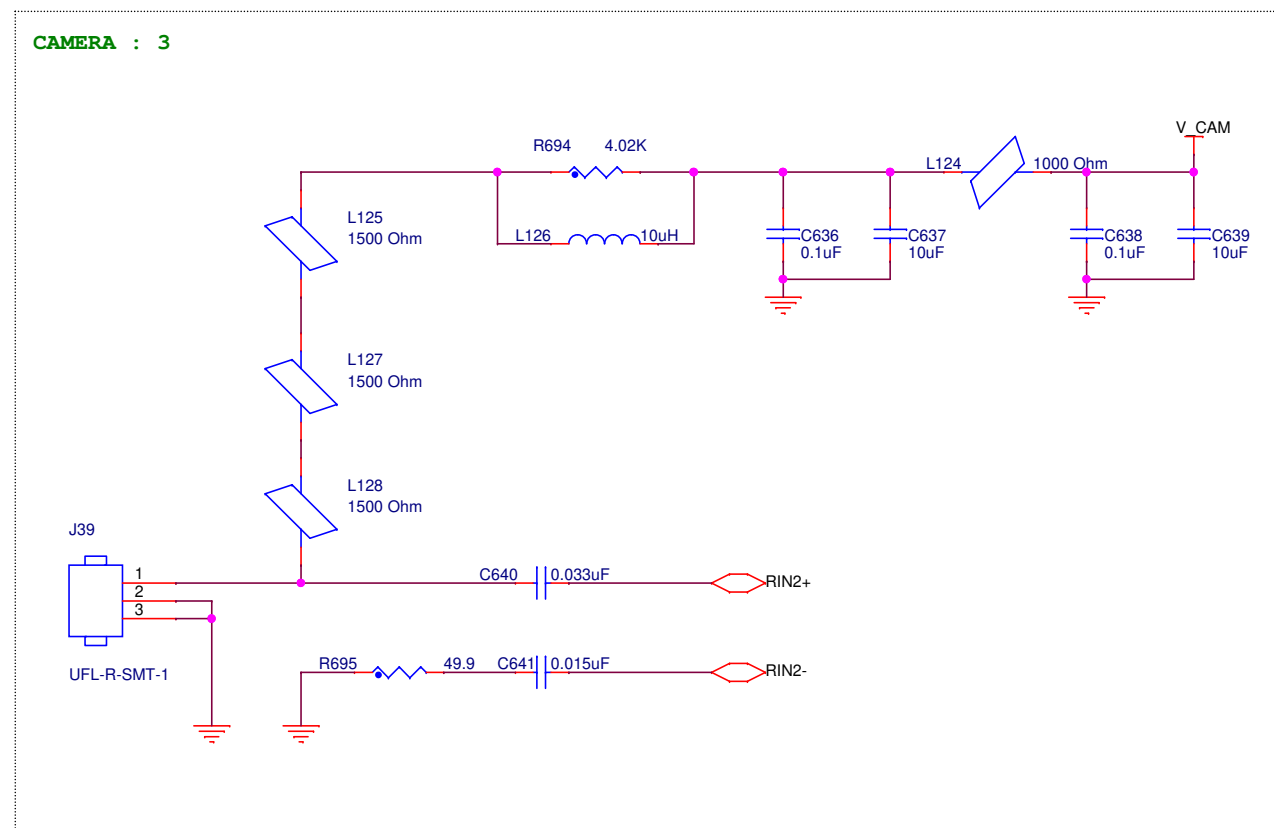 CAMERA : 3
V_CAM
R694 4.02K
L124 1000 Ohm
L125
1500 Ohm
L126 10uH
C636
0.1uF
C637
10uF
C638
0.1uF
C639
10uF
L127
1500 Ohm
L128
1500 Ohm
J39
1
2
3
C640 0.033uF
RIN2+
UFL-R-SMT-1
R695 49.9
C641 0.015uF
RIN2-